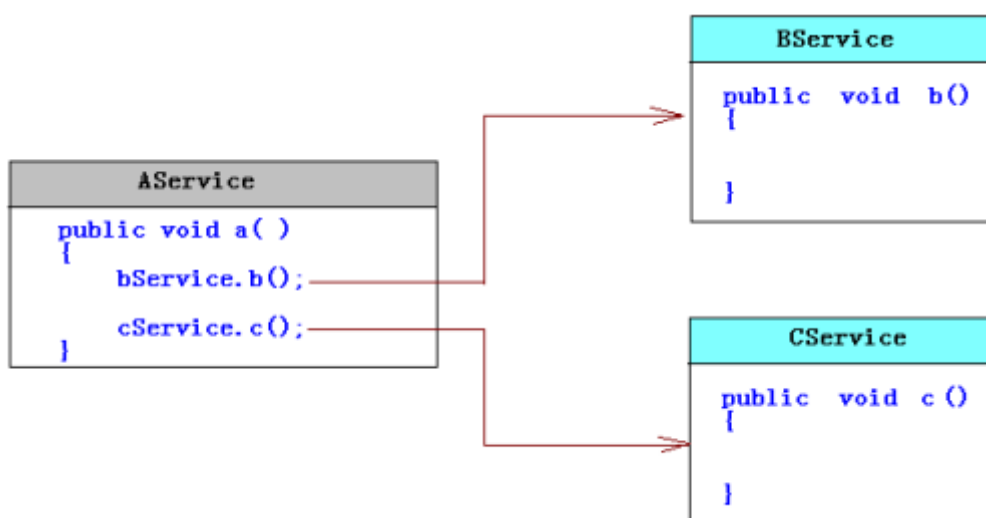 AService
public void a( )
{
bService.b();
cService.c();
}
BService
public void b()
{
}
CService
public void c()
{
}